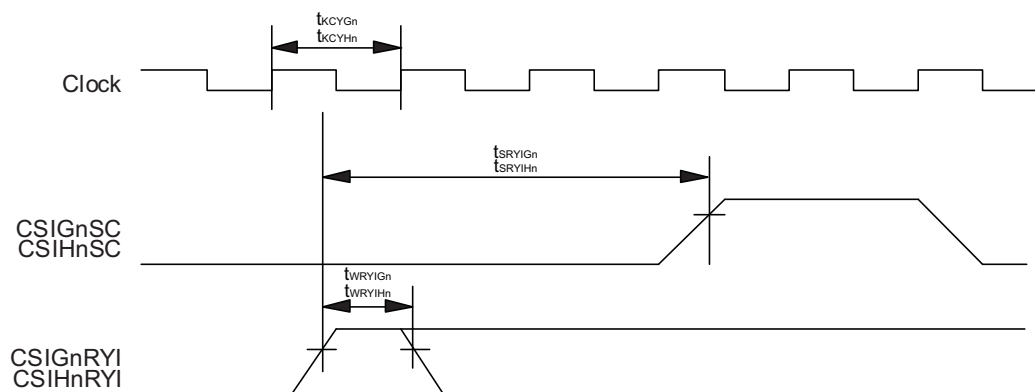 tKCYGn
tKCYHn
Clock
tSRYIGn
tSRYIHn
CSIGnSC
CSIHnSC
tWRYIGn
tWRYIHn
CSIGnRYI
CSIHnRYI